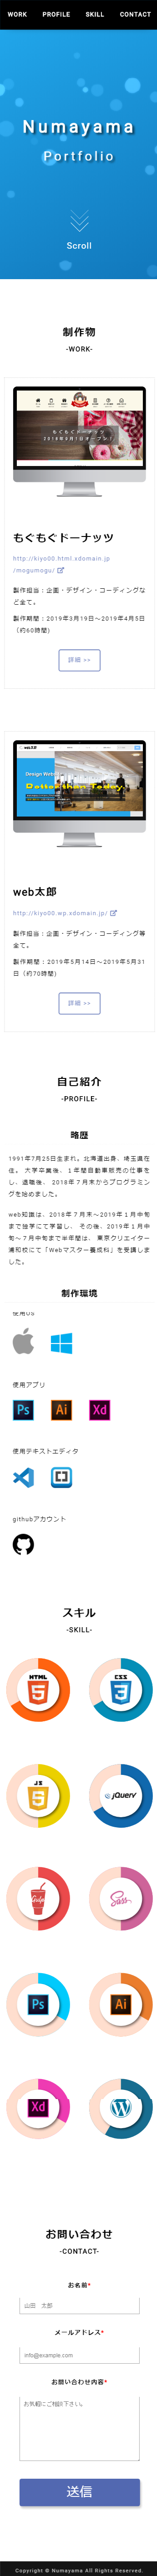 WORK PROFILE SKILL CONTACT
Numayama
Portfolio
Scroll
制作物
-WORK-
もぐもぐドーナッツ
2018年8月1日オープン！
もぐもぐドーナッツ
http://kiyo00.html.xdomain.jp
/mogumogu/
製作担当：企画・デザイン・コーディングな
ど全て。
製作期間：2019年3月19日～2019年4月5日
（約60時間)
詳細 >>
Design Web
Better than Today
web太郎
http://kiyo00.wp.xdomain.jp/
製作担当：企画・デザイン・コーディング等
全て。
製作期間：2019年5月14日～2019年5月31
日（約70時間)
詳細 >>
自己紹介
-PROFILE-
略歴
1991年7月25日生まれ。北海道出身、埼玉県在
住。 大学卒業後、１年間自動車販売の仕事を
し、退職後、 2018年７月末からプログラミン
グを始めました。
web知識は、2018年７月末～2019年１月中旬
まで独学にて学習し、 その後、2019年１月中
旬～７月中旬まで半年間は、 東京クリエイター
浦和校にて「Webマスター養成科」を受講しま
した。
制作環境
使用OS
使用アプリ
Ps Ai Xd
使用テキストエディタ
githubアカウント
スキル
-SKILL-
HTML
5
CSS
3
JS
5
jQuery
Gulp
Sass
Ps
Ai
Xd
お問い合わせ
-CONTACT-
お名前*
山田　太郎
メールアドレス*
info@example.com
お問い合わせ内容*
お気軽にご相談下さい。
送信
Copyright © Numayama All Rights Reserved.